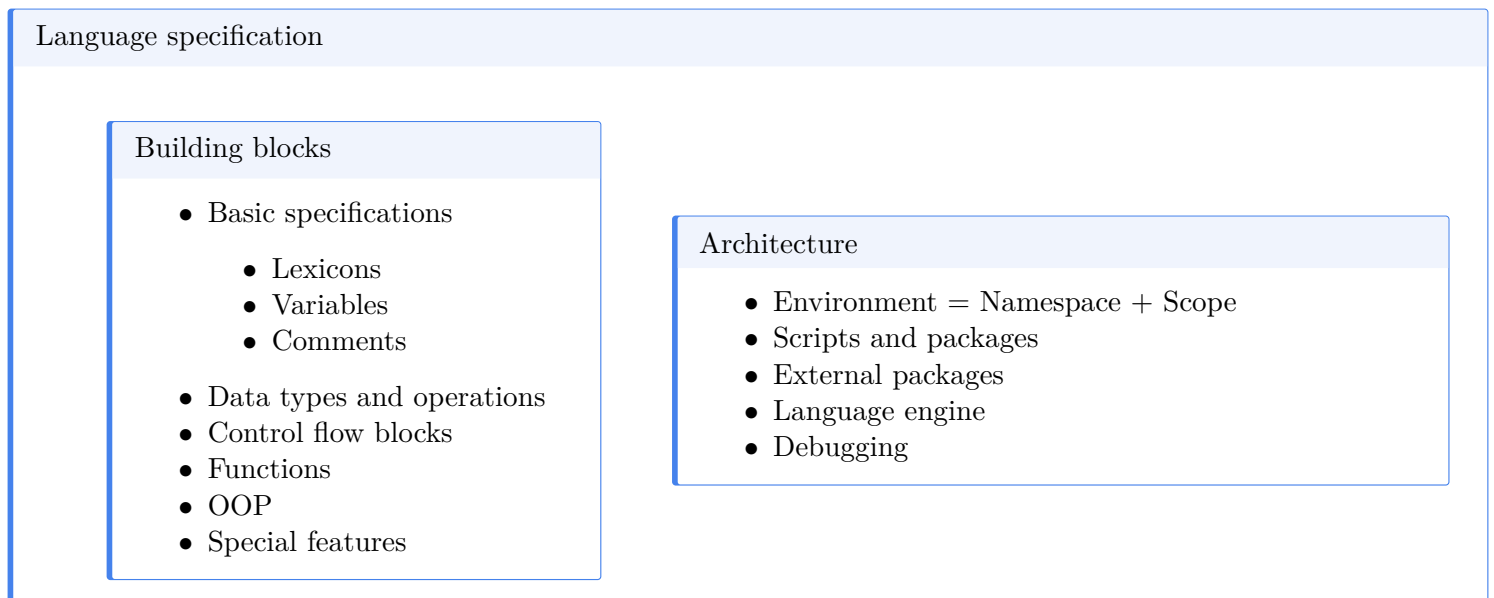 Language specification
Building blocks
• Basic specifications
• Lexicons
• Variables
• Comments
• Data types and operations
• Control flow blocks
• Functions
• OOP
• Special features
Architecture
• Environment = Namespace + Scope
• Scripts and packages
• External packages
• Language engine
• Debugging